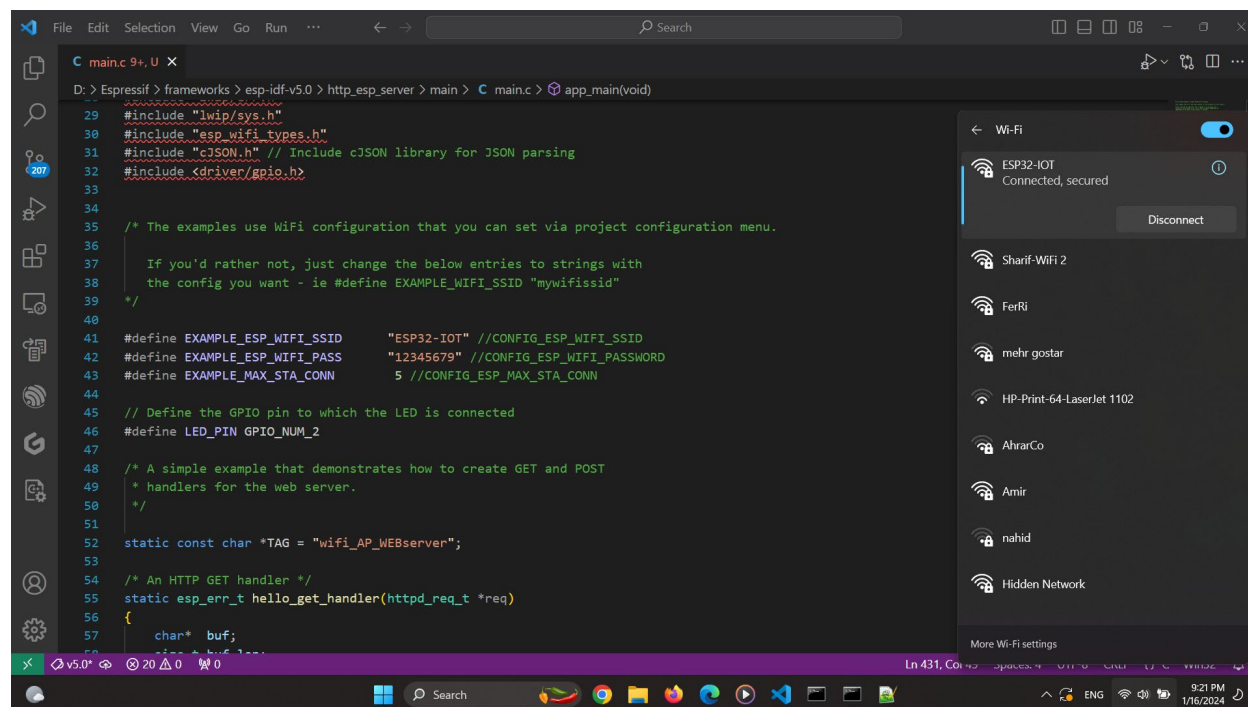 File Edit Selection View Go Run ··· Search
C main.c 9+, U
D: > Espressif > frameworks > esp-idf-v5.0 > http_esp_server > main > C main.c > app_main(void)
29 #include "lwip/sys.h"
30 #include "esp_wifi_types.h"
31 #include "cJSON.h" // Include cJSON library for JSON parsing
32 #include <driver/gpio.h>
33
34
35 /* The examples use WiFi configuration that you can set via project configuration menu.
36
37 If you'd rather not, just change the below entries to strings with
38 the config you want - ie #define EXAMPLE_WIFI_SSID "mywifissid"
39 */
40
41 #define EXAMPLE_ESP_WIFI_SSID "ESP32-IOT" //CONFIG_ESP_WIFI_SSID
42 #define EXAMPLE_ESP_WIFI_PASS "12345679" //CONFIG_ESP_WIFI_PASSWORD
43 #define EXAMPLE_MAX_STA_CONN 5 //CONFIG_ESP_MAX_STA_CONN
44
45 // Define the GPIO pin to which the LED is connected
46 #define LED_PIN GPIO_NUM_2
47
48 /* A simple example that demonstrates how to create GET and POST
49 * handlers for the web server.
50 */
51
52 static const char *TAG = "wifi_AP_WEBserver";
53
54 /* An HTTP GET handler */
55 static esp_err_t hello_get_handler(httpd_req_t *req)
56 {
57 char* buf;
207
Wi-Fi
ESP32-IOT
Connected, secured
Disconnect
Sharif-WiFi 2
FerRi
mehr gostar
HP-Print-64-LaserJet 1102
AhrarCo
Amir
nahid
Hidden Network
More Wi-Fi settings
v5.0* 20 0 0 Ln 431,
Search ENG 9:21 PM
1/16/2024